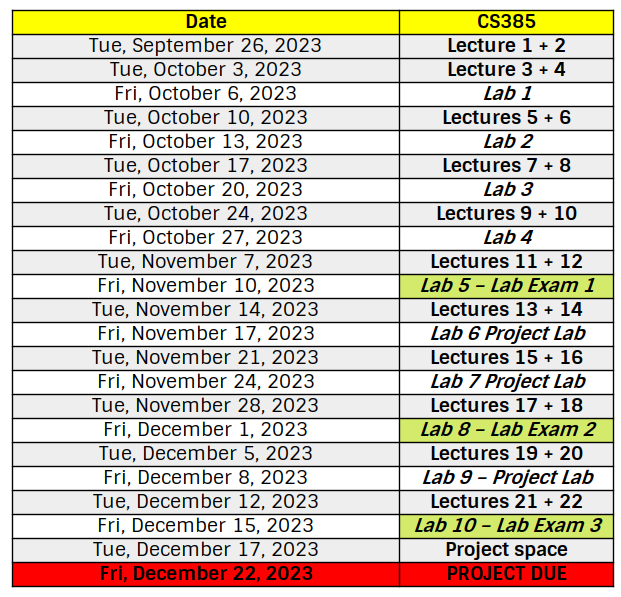 Date CS385
Tue, September 26, 2023 Lecture 1 + 2
Tue, October 3, 2023 Lecture 3 + 4
Fri, October 6, 2023 Lab 1
Tue, October 10, 2023 Lectures 5 + 6
Fri, October 13, 2023 Lab 2
Tue, October 17, 2023 Lectures 7 + 8
Fri, October 20, 2023 Lab 3
Tue, October 24, 2023 Lectures 9 + 10
Fri, October 27, 2023 Lab 4
Tue, November 7, 2023 Lectures 11 + 12
Fri, November 10, 2023 Lab 5 – Lab Exam 1
Tue, November 14, 2023 Lectures 13 + 14
Fri, November 17, 2023 Lab 6 Project Lab
Tue, November 21, 2023 Lectures 15 + 16
Fri, November 24, 2023 Lab 7 Project Lab
Tue, November 28, 2023 Lectures 17 + 18
Fri, December 1, 2023 Lab 8 – Lab Exam 2
Tue, December 5, 2023 Lectures 19 + 20
Fri, December 8, 2023 Lab 9 – Project Lab
Tue, December 12, 2023 Lectures 21 + 22
Fri, December 15, 2023 Lab 10 – Lab Exam 3
Tue, December 17, 2023 Project space
Fri, December 22, 2023 PROJECT DUE